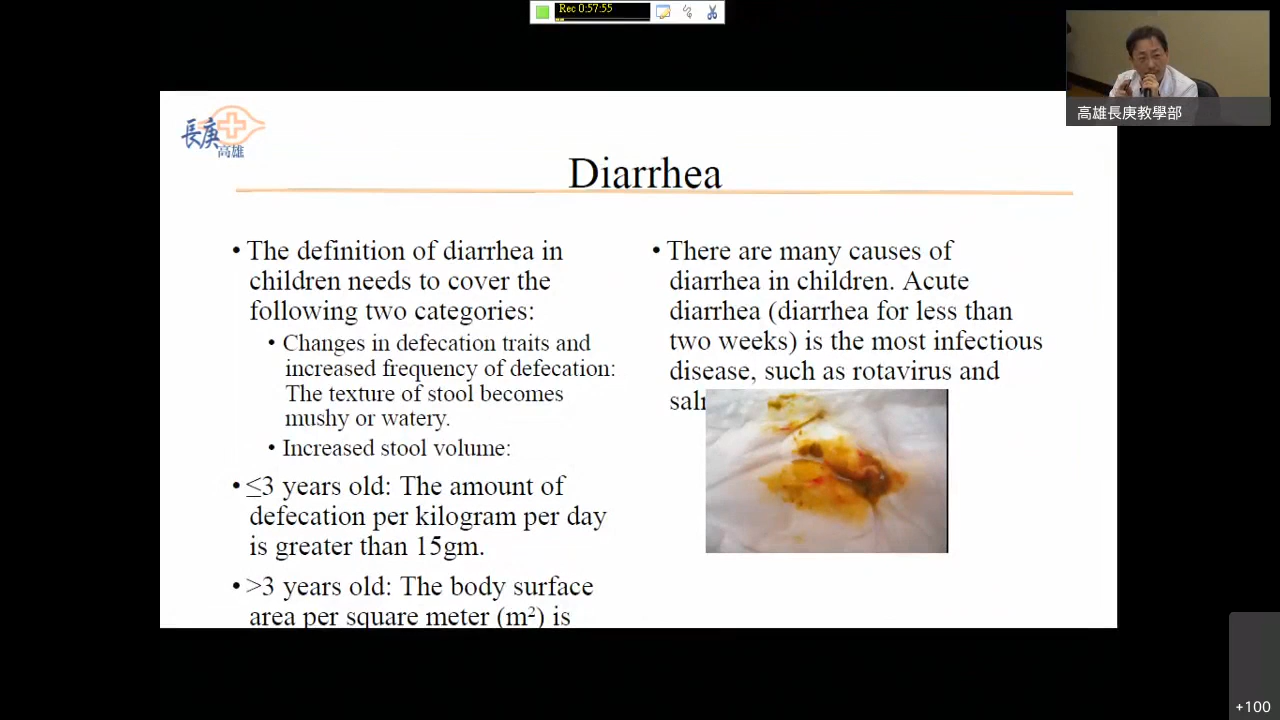 Rec 0:57:55
高雄長庚教學部
長庚
高雄
Diarrhea
• The definition of diarrhea in
children needs to cover the
following two categories:
• Changes in defecation traits and
increased frequency of defecation:
The texture of stool becomes
mushy or watery.
• Increased stool volume:
• ≤3 years old: The amount of
defecation per kilogram per day
is greater than 15gm.
• >3 years old: The body surface
area per square meter (m²) is
• There are many causes of
diarrhea in children. Acute
diarrhea (diarrhea for less than
two weeks) is the most infectious
disease, such as rotavirus and
+100